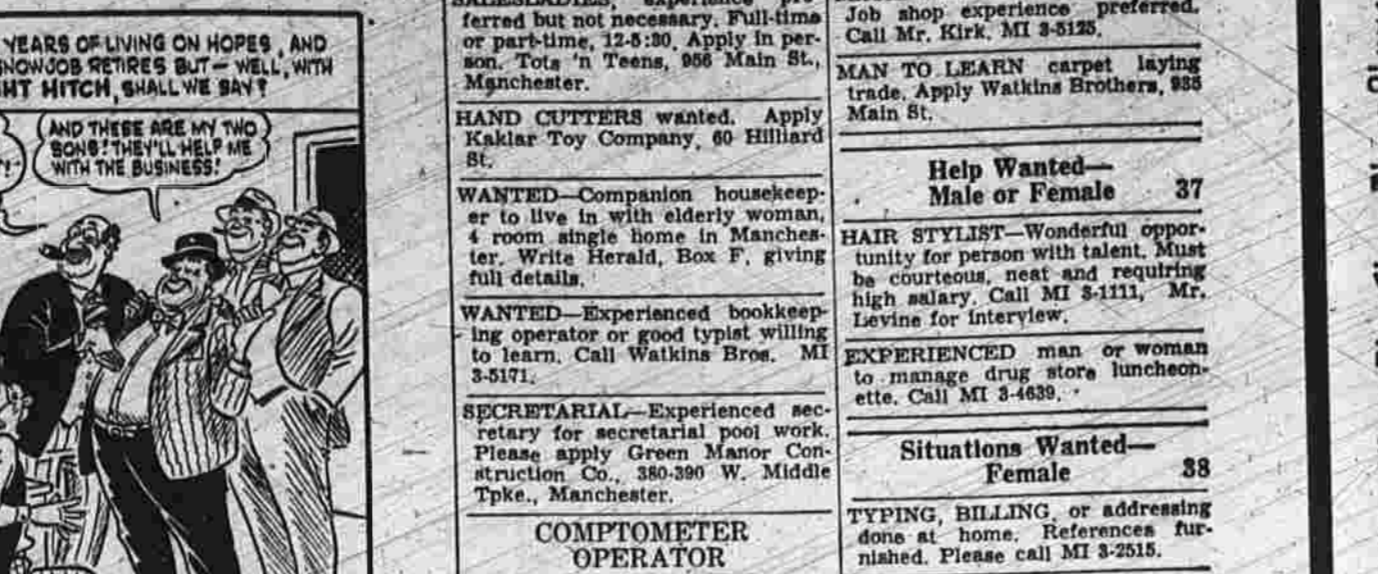 YEARS OF LIVING ON HOPES, AND
SNOWJOB RETIRES BUT — WELL, WITH
HT HITCH, SHALL WE SAY?
AND THESE ARE MY TWO
SONS! THEY'LL HELP ME
WITH THE BUSINESS!
SALESLADIES, experience pre-
ferred but not necessary. Full-time
or part-time, 12-5:30. Apply in per-
son. Tots 'n Teens, 956 Main St.,
Manchester.
HAND CUTTERS wanted. Apply
Kaklar Toy Company, 60 Hilliard
St.
WANTED—Companion housekeep-
er to live in with elderly woman,
4 room single home in Manches-
ter. Write Herald, Box F, giving
full details.
WANTED—Experienced bookkeep-
ing operator or good typist willing
to learn. Call Watkins Bros. MI
3-5171.
SECRETARIAL—Experienced sec-
retary for secretarial pool work.
Please apply Green Manor Con-
struction Co., 380-390 W. Middle
Tpke., Manchester.
COMPTOMETER
OPERATOR
Job shop experience preferred.
Call Mr. Kirk. MI 3-5125.
MAN TO LEARN carpet laying
trade. Apply Watkins Brothers, 935
Main St.
Help Wanted—
Male or Female 37
HAIR STYLIST—Wonderful oppor-
tunity for person with talent. Must
be courteous, neat and requiring
high salary. Call MI 3-1111, Mr.
Levine for interview.
EXPERIENCED man or woman
to manage drug store luncheon-
ette. Call MI 3-4639.
Situations Wanted—
Female 38
TYPING, BILLING, or addressing
done at home. References fur-
nished. Please call MI 3-2515.